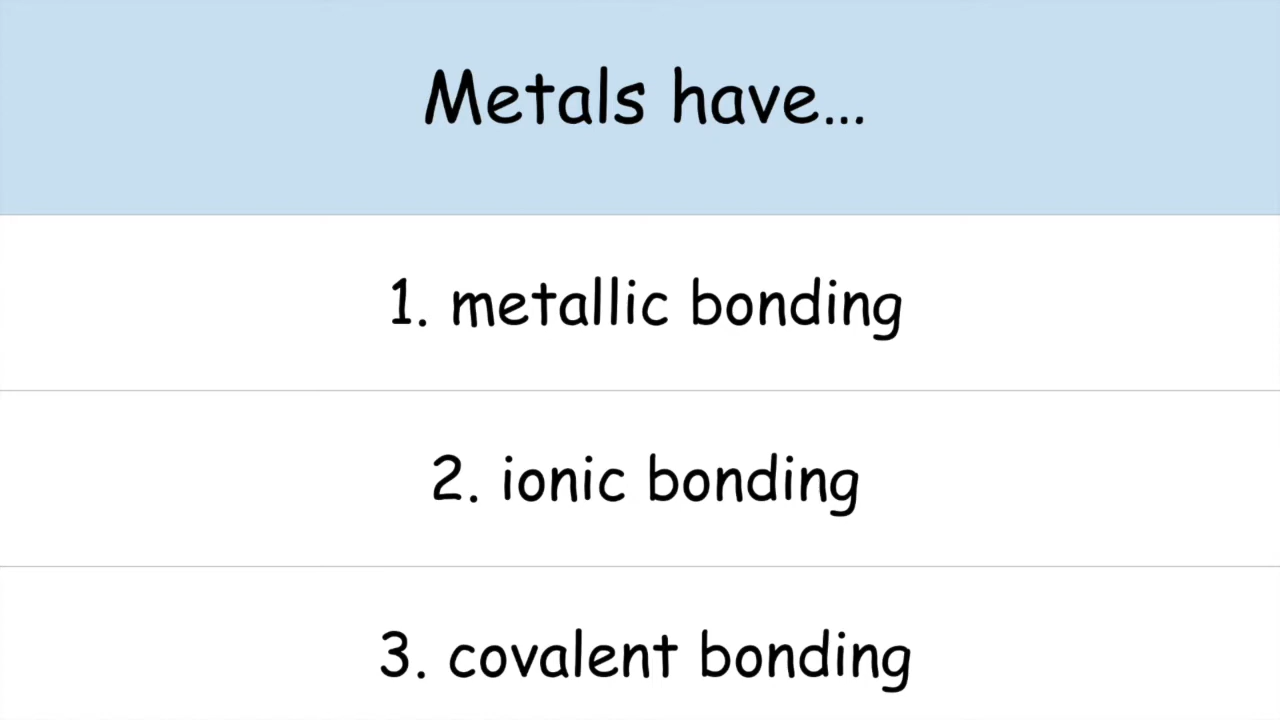 Metals have...
1. metallic bonding
2. ionic bonding
3. covalent bonding